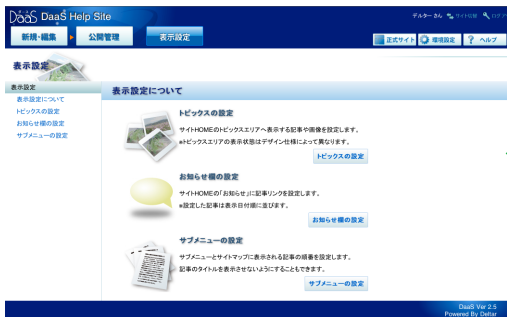 DaaS DaaS Help Site
デルターさん サイト切替 ログアウト
新規・編集 公開管理 表示設定
正式サイト 環境設定 ? ヘルプ
表示設定
表示設定
表示設定について
トピックスの設定
お知らせ欄の設定
サブメニューの設定
表示設定について
トピックスの設定
サイトHOMEのトピックスエリアへ表示する記事や画像を設定します。
※トピックスエリアの表示状態はデザイン仕様によって異なります。
トピックスの設定
お知らせ欄の設定
サイトHOMEの「お知らせ」に記事リンクを設定します。
※設定した記事は表示日付順に並びます。
お知らせ欄の設定
サブメニューの設定
サブメニューとサイトマップに表示される記事の順番を設定します。
記事のタイトルを表示させないようにすることもできます。
サブメニューの設定
DaaS Ver 2.5
Powered By Deltar